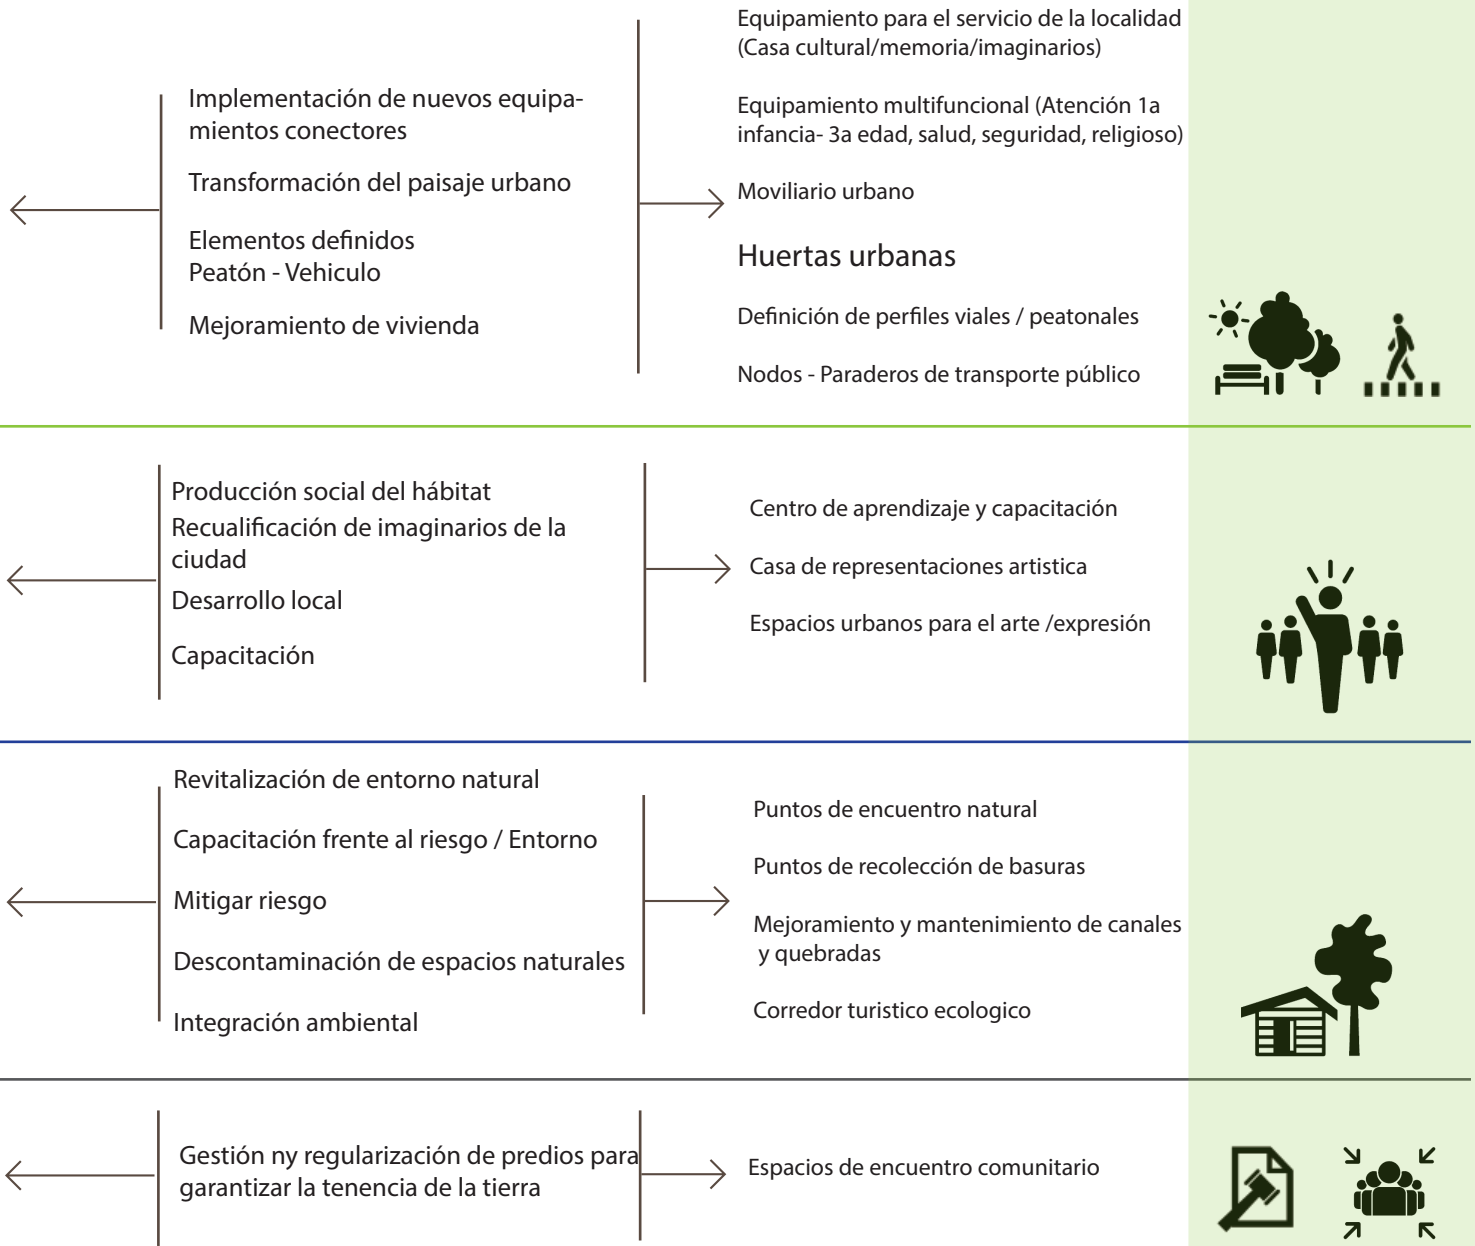 Implementación de nuevos equipa-
mientos conectores
Transformación del paisaje urbano
Elementos definidos
Peatón - Vehiculo
Mejoramiento de vivienda
Equipamiento para el servicio de la localidad
(Casa cultural/memoria/imaginarios)
Equipamiento multifuncional (Atención 1a
infancia- 3a edad, salud, seguridad, religioso)
Moviliario urbano
Huertas urbanas
Definición de perfiles viales / peatonales
Nodos - Paraderos de transporte público
Producción social del hábitat
Recualificación de imaginarios de la
ciudad
Desarrollo local
Capacitación
Centro de aprendizaje y capacitación
Casa de representaciones artistica
Espacios urbanos para el arte /expresión
Revitalización de entorno natural
Capacitación frente al riesgo / Entorno
Mitigar riesgo
Descontaminación de espacios naturales
Integración ambiental
Puntos de encuentro natural
Puntos de recolección de basuras
Mejoramiento y mantenimiento de canales
y quebradas
Corredor turistico ecologico
Gestión ny regularización de predios para
garantizar la tenencia de la tierra
Espacios de encuentro comunitario